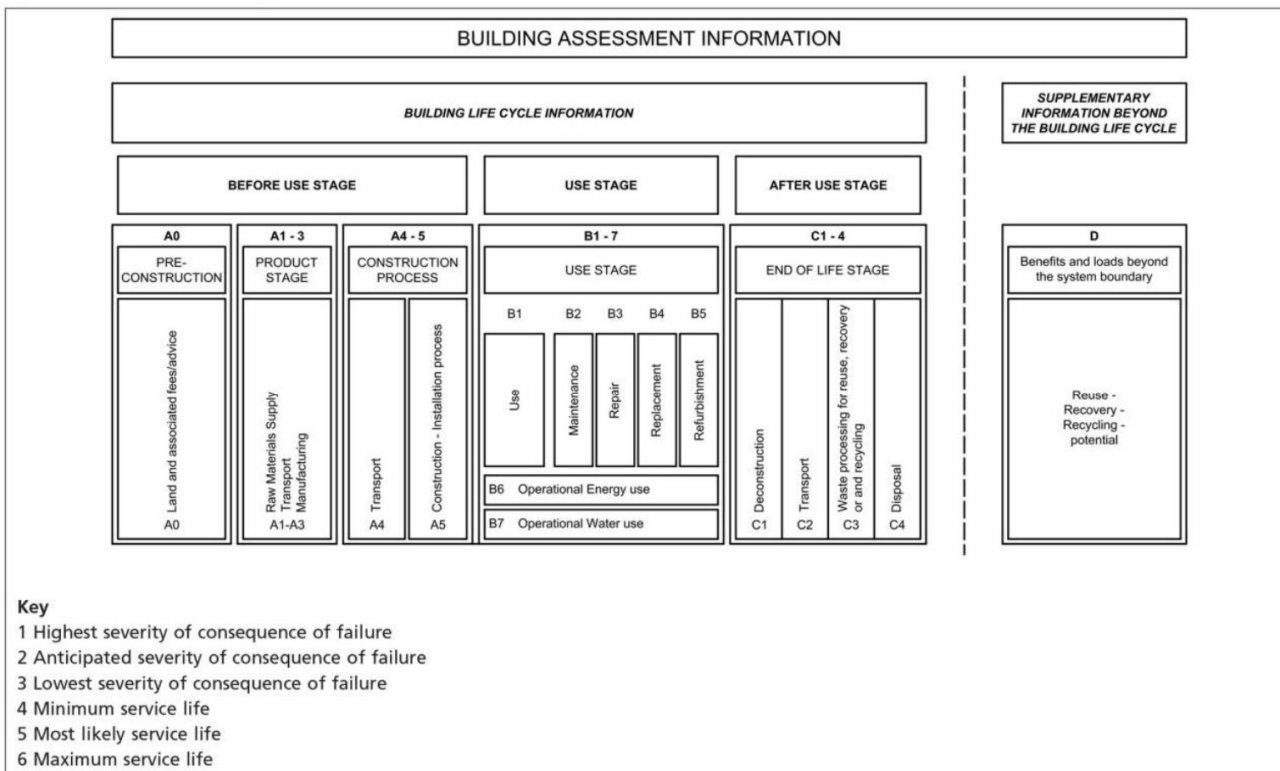 BUILDING ASSESSMENT INFORMATION
BUILDING LIFE CYCLE INFORMATION
SUPPLEMENTARY
INFORMATION BEYOND
THE BUILDING LIFE CYCLE
BEFORE USE STAGE
USE STAGE
AFTER USE STAGE
A0
PRE-
CONSTRUCTION
Land and associated fees/advice
A0
A1 - 3
PRODUCT
STAGE
Raw Materials Supply
Transport
Manufacturing
A1-A3
A4 - 5
CONSTRUCTION
PROCESS
Transport
A4
Construction - Installation process
A5
B1 - 7
USE STAGE
B1
Use
B2
Maintenance
B3
Repair
B4
Replacement
B5
Refurbishment
B6 Operational Energy use
B7 Operational Water use
C1 - 4
END OF LIFE STAGE
Deconstruction
C1
Transport
C2
Waste processing for reuse, recovery
or and recycling
C3
Disposal
C4
D
Benefits and loads beyond
the system boundary
Reuse -
Recovery -
Recycling -
potential
Key
1 Highest severity of consequence of failure
2 Anticipated severity of consequence of failure
3 Lowest severity of consequence of failure
4 Minimum service life
5 Most likely service life
6 Maximum service life